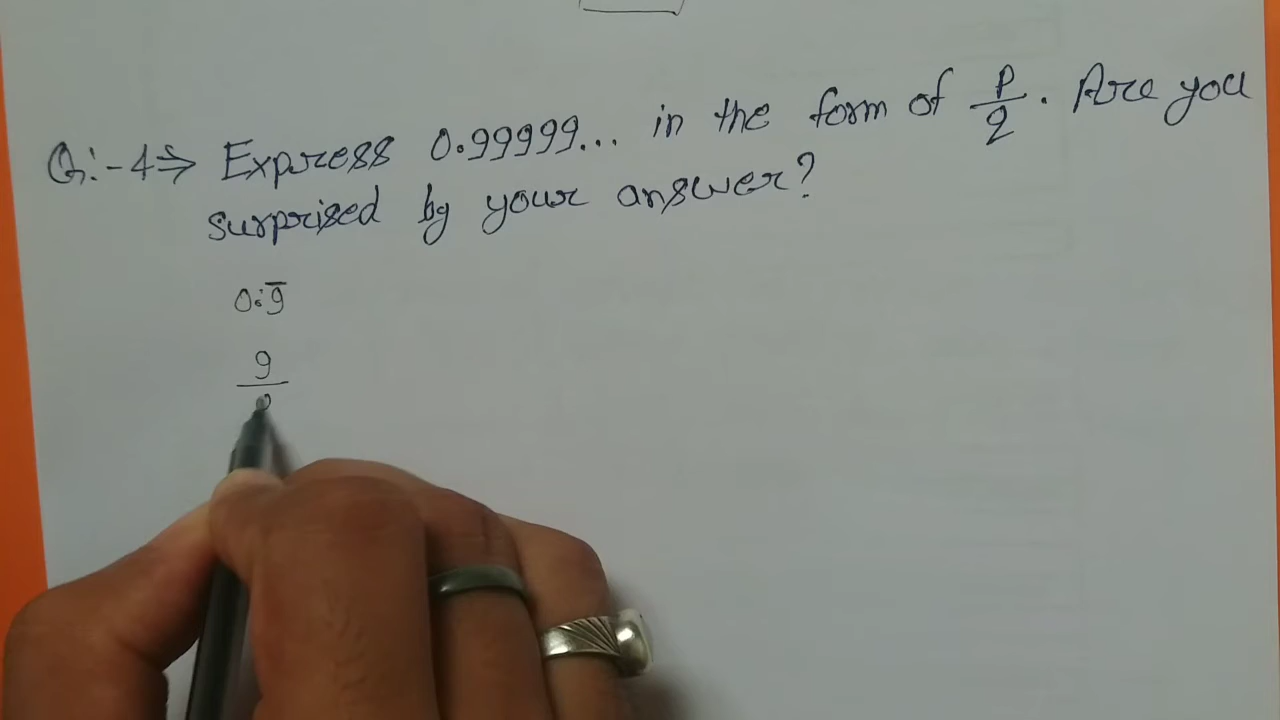 Q:-4⇒ Express 0.99999... in the form of p/q. Are you
surprised by your answer?
0.9̅
9